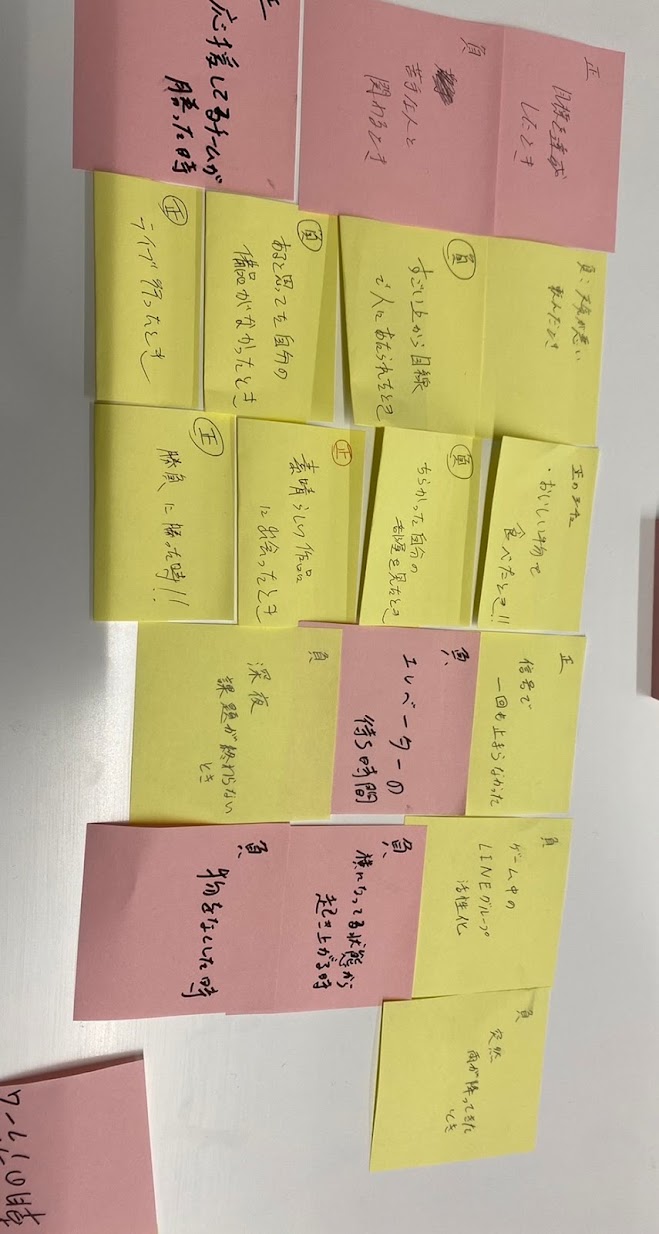 正
応援してるチームが
勝った時
負
苦手な人と
関わるとき
正
目標を達成
したとき
正
ライブ行ったとき
負
あると思ってた自分の
備品がなかったとき
負
すごい上から目線
で人にあたられたとき
負:
正
勝負に勝った時!!
正
素晴らしい作品
に出会ったとき
負
ちらかった自分の
部屋を見たとき
正の
・おいしい物を
食べたとき!!
負
深夜
課題が終わらない
とき
負
エレベーターの
待ち時間
正
信号で
一回も止まらなかった
負
物をなくした時
負
横になってる状態から
起き上がる時
負
ゲーム中の
LINEグループ
活性化
負
突然
雨が降ってきた
とき